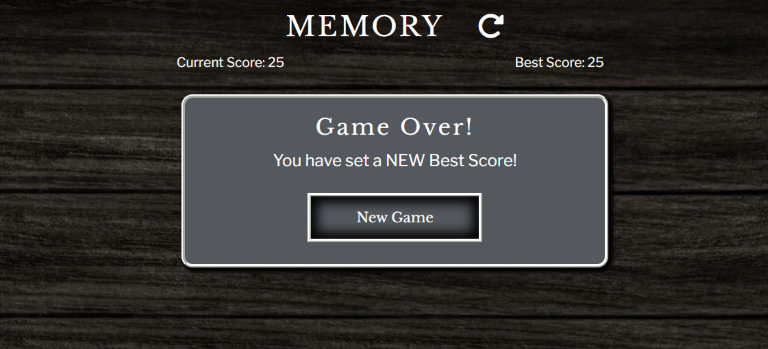 MEMORY
Current Score: 25
Best Score: 25
Game Over!
You have set a NEW Best Score!
New Game